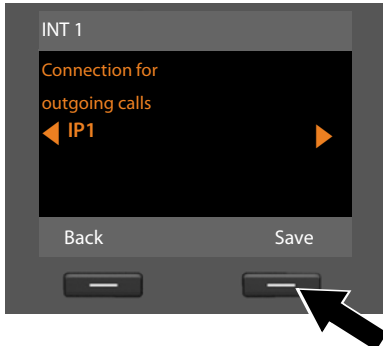 INT 1
Connection for
outgoing calls
IP1
Back Save